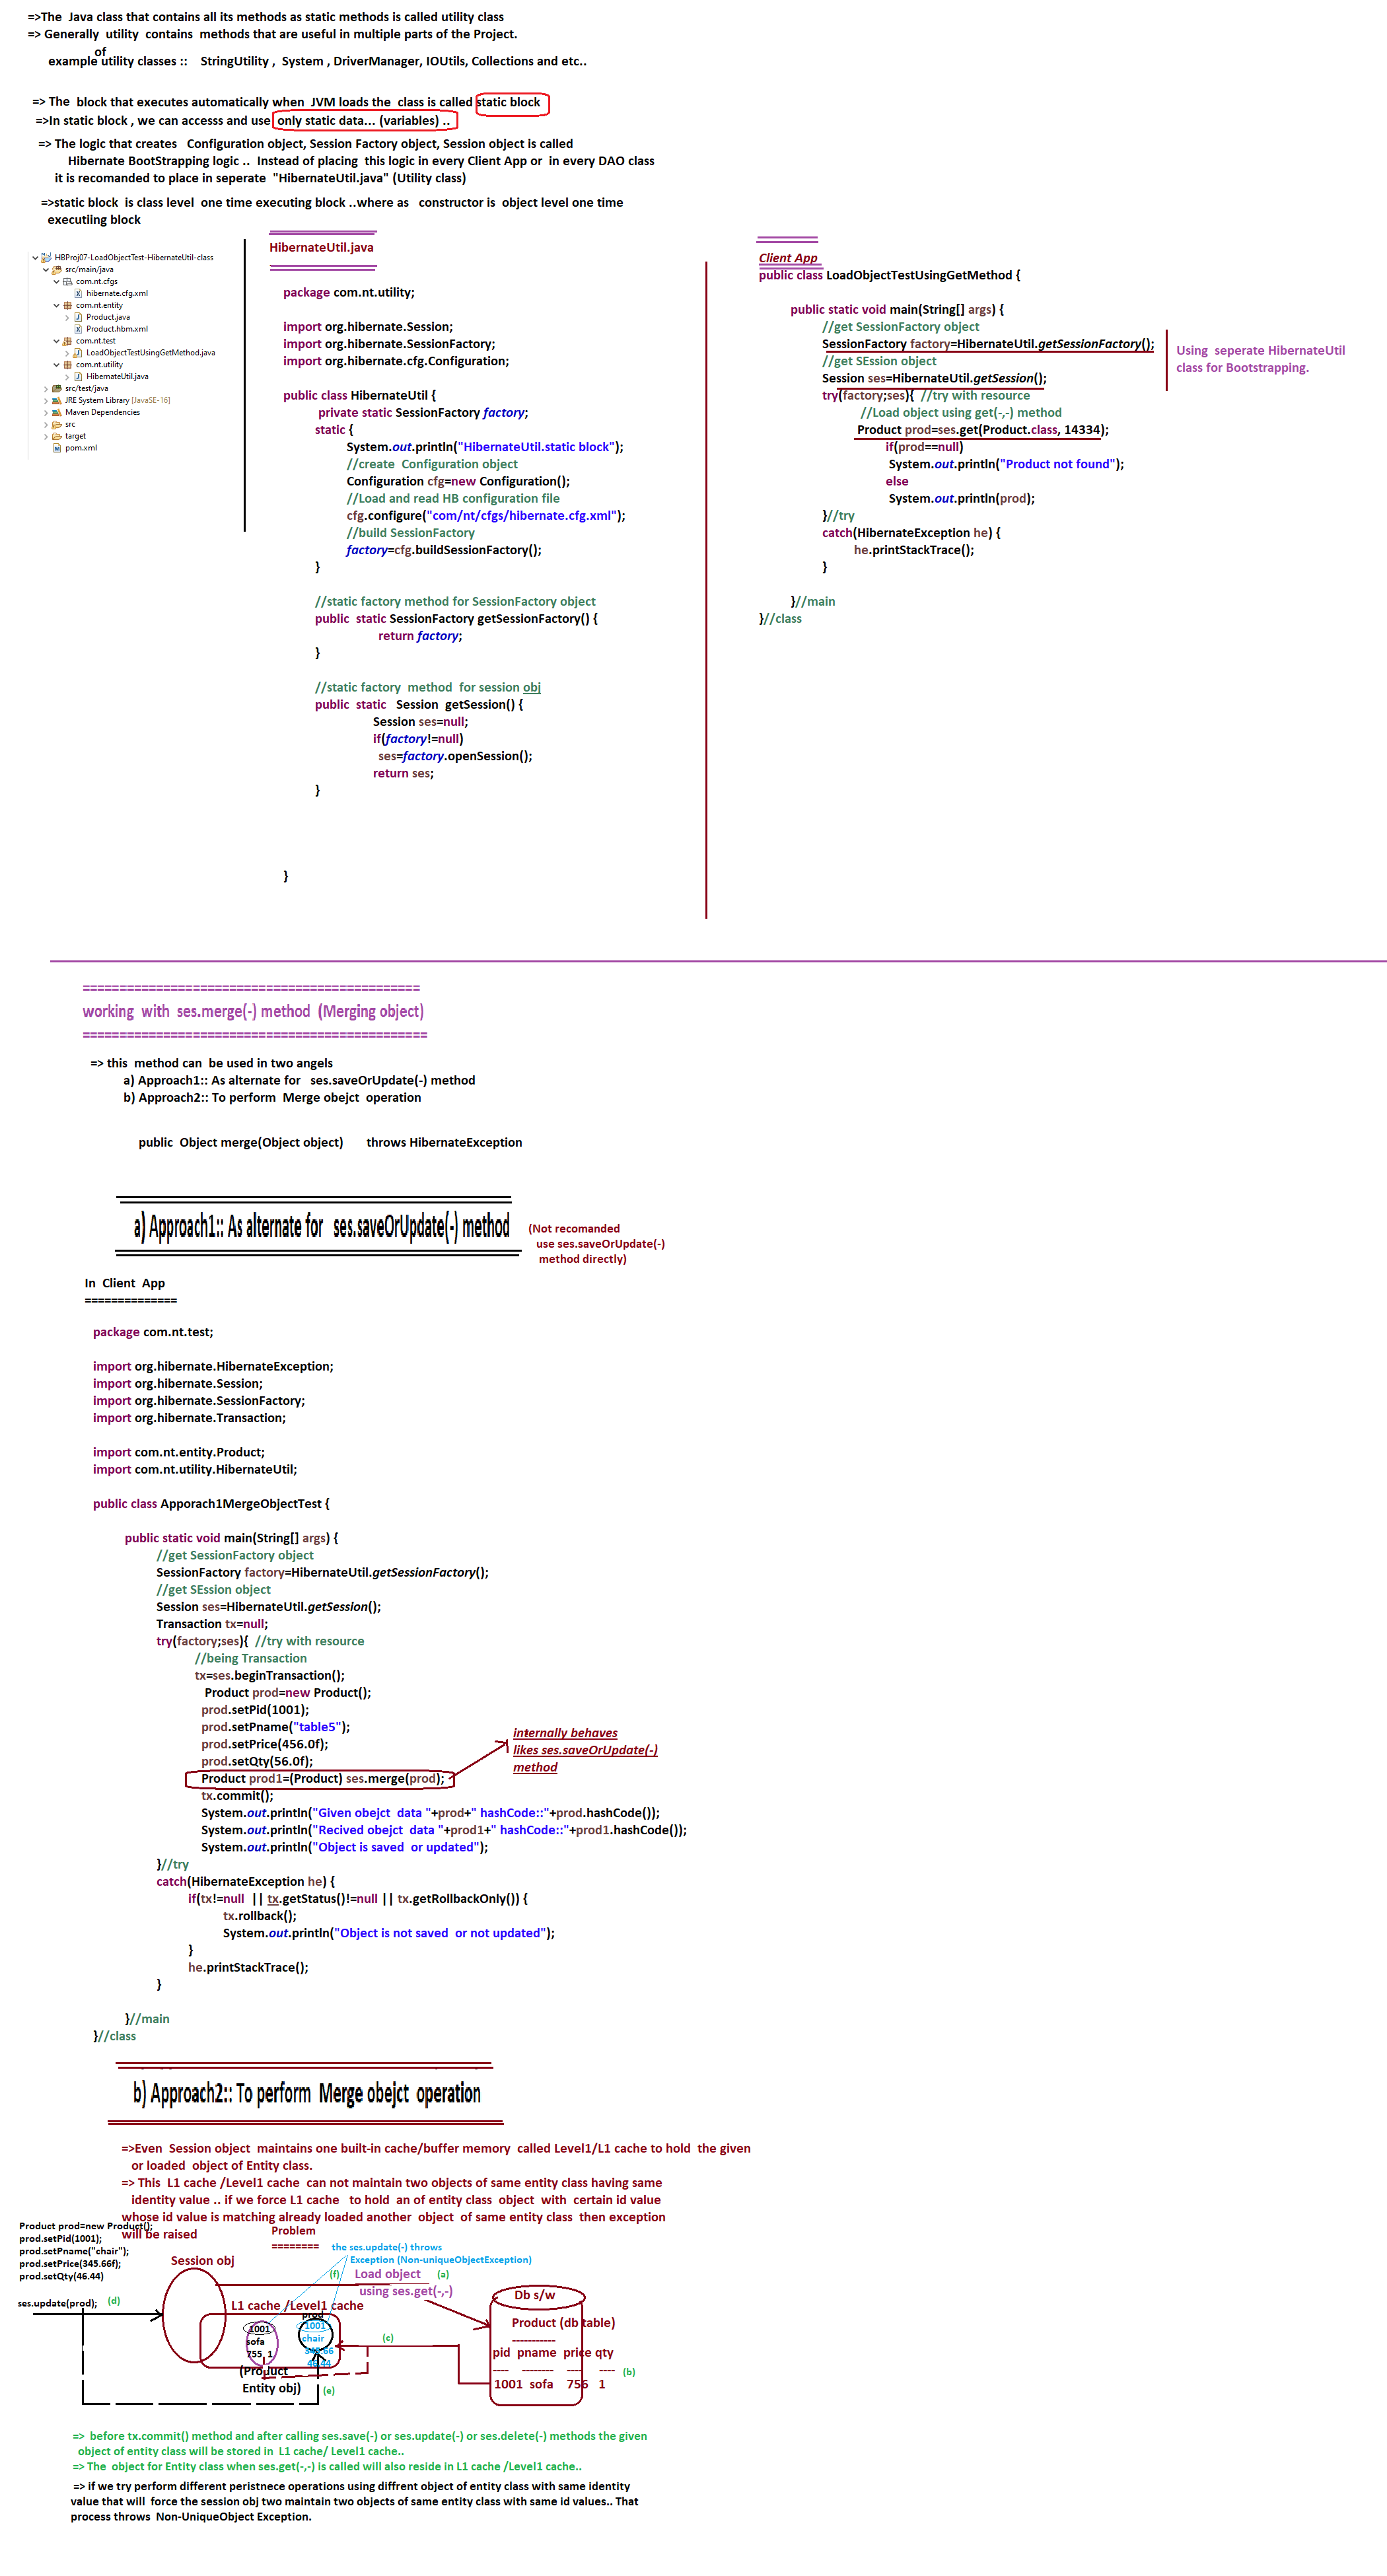 =>The  Java class that contains all its methods as static methods is called utility class
=> Generally  utility  contains  methods that are useful in multiple parts of the Project.
of
example utility classes ::    StringUtility ,  System , DriverManager, IOUtils, Collections and etc..
=> The  block that executes automatically when  JVM loads the  class is called static block
=>In static block , we can accesss and use  only static data... (variables) ..
=> The logic that creates   Configuration object, Session Factory object, Session object is called
Hibernate BootStrapping logic ..  Instead of placing  this logic in every Client App or  in every DAO class
it is recomanded to place in seperate  "HibernateUtil.java" (Utility class)
=>static block  is class level  one time executing block ..where as   constructor is  object level one time
executiing block
HBProj07-LoadObjectTest-HibernateUtil-class
src/main/java
com.nt.cfgs
hibernate.cfg.xml
com.nt.entity
Product.java
Product.hbm.xml
com.nt.test
LoadObjectTestUsingGetMethod.java
com.nt.utility
HibernateUtil.java
src/test/java
JRE System Library [JavaSE-16]
Maven Dependencies
src
target
pom.xml
HibernateUtil.java
package com.nt.utility;
import org.hibernate.Session;
import org.hibernate.SessionFactory;
import org.hibernate.cfg.Configuration;
public class HibernateUtil {
private static SessionFactory factory;
static {
System.out.println("HibernateUtil.static block");
//create  Configuration object
Configuration cfg=new Configuration();
//Load and read HB configuration file
cfg.configure("com/nt/cfgs/hibernate.cfg.xml");
//build SessionFactory
factory=cfg.buildSessionFactory();
}
//static factory method for SessionFactory object
public  static SessionFactory getSessionFactory() {
return factory;
}
//static factory  method  for session obj
public  static   Session  getSession() {
Session ses=null;
if(factory!=null)
ses=factory.openSession();
return ses;
}
}
Client App
public class LoadObjectTestUsingGetMethod {
public static void main(String[] args) {
//get SessionFactory object
SessionFactory factory=HibernateUtil.getSessionFactory();
//get SEssion object
Session ses=HibernateUtil.getSession();
try(factory;ses){  //try with resource
//Load object using get(-,-) method
Product prod=ses.get(Product.class, 14334);
if(prod==null)
System.out.println("Product not found");
else
System.out.println(prod);
}//try
catch(HibernateException he) {
he.printStackTrace();
}
}//main
}//class
Using  seperate HibernateUtil
class for Bootstrapping.
==============================================
working  with  ses.merge(-) method  (Merging object)
===============================================
=> this  method can  be used in two angels
a) Approach1:: As alternate for   ses.saveOrUpdate(-) method
b) Approach2:: To perform  Merge obejct  operation
public  Object merge(Object object)       throws HibernateException
a) Approach1:: As alternate for   ses.saveOrUpdate(-) method
(Not recomanded
use ses.saveOrUpdate(-)
method directly)
In  Client  App
==============
package com.nt.test;
import org.hibernate.HibernateException;
import org.hibernate.Session;
import org.hibernate.SessionFactory;
import org.hibernate.Transaction;
import com.nt.entity.Product;
import com.nt.utility.HibernateUtil;
public class Apporach1MergeObjectTest {
public static void main(String[] args) {
//get SessionFactory object
SessionFactory factory=HibernateUtil.getSessionFactory();
//get SEssion object
Session ses=HibernateUtil.getSession();
Transaction tx=null;
try(factory;ses){  //try with resource
//being Transaction
tx=ses.beginTransaction();
Product prod=new Product();
prod.setPid(1001);
prod.setPname("table5");
prod.setPrice(456.0f);
prod.setQty(56.0f);
Product prod1=(Product) ses.merge(prod);
internally behaves
likes ses.saveOrUpdate(-)
method
tx.commit();
System.out.println("Given obejct  data "+prod+" hashCode::"+prod.hashCode());
System.out.println("Recived obejct  data "+prod1+" hashCode::"+prod1.hashCode());
System.out.println("Object is saved  or updated");
}//try
catch(HibernateException he) {
if(tx!=null  || tx.getStatus()!=null || tx.getRollbackOnly()) {
tx.rollback();
System.out.println("Object is not saved  or not updated");
}
he.printStackTrace();
}
}//main
}//class
b) Approach2:: To perform  Merge obejct  operation
=>Even  Session object  maintains one built-in cache/buffer memory  called Level1/L1 cache to hold  the given
or loaded  object of Entity class.
=> This  L1 cache /Level1 cache  can not maintain two objects of same entity class having same
identity value .. if we force L1 cache   to hold  an of entity class  object  with  certain id value
whose id value is matching already loaded another  object  of same entity class  then exception
will be raised
Product prod=new Product();
prod.setPid(1001);
prod.setPname("chair");
prod.setPrice(345.66f);
prod.setQty(46.44)
ses.update(prod);
(d)
Problem
========
the ses.update(-) throws
Exception (Non-uniqueObjectException)
Session obj
(f)
Load object
(a)
using ses.get(-,-)
L1 cache /Level1 cache
prod
1001
sofa
755, 1
1001
chair
345.66
46.44
(Product
Entity obj)
(c)
(e)
Db s/w
Product (db table)
-----------
pid  pname  price qty
----   --------   ----   ----
1001  sofa    756   1
(b)
=>  before tx.commit() method and after calling ses.save(-) or ses.update(-) or ses.delete(-) methods the given
object of entity class will be stored in  L1 cache/ Level1 cache..
=> The  object for Entity class when ses.get(-,-) is called will also reside in L1 cache /Level1 cache..
=> if we try perform different peristnece operations using diffrent object of entity class with same identity
value that will  force the session obj two maintain two objects of same entity class with same id values.. That
process throws  Non-UniqueObject Exception.